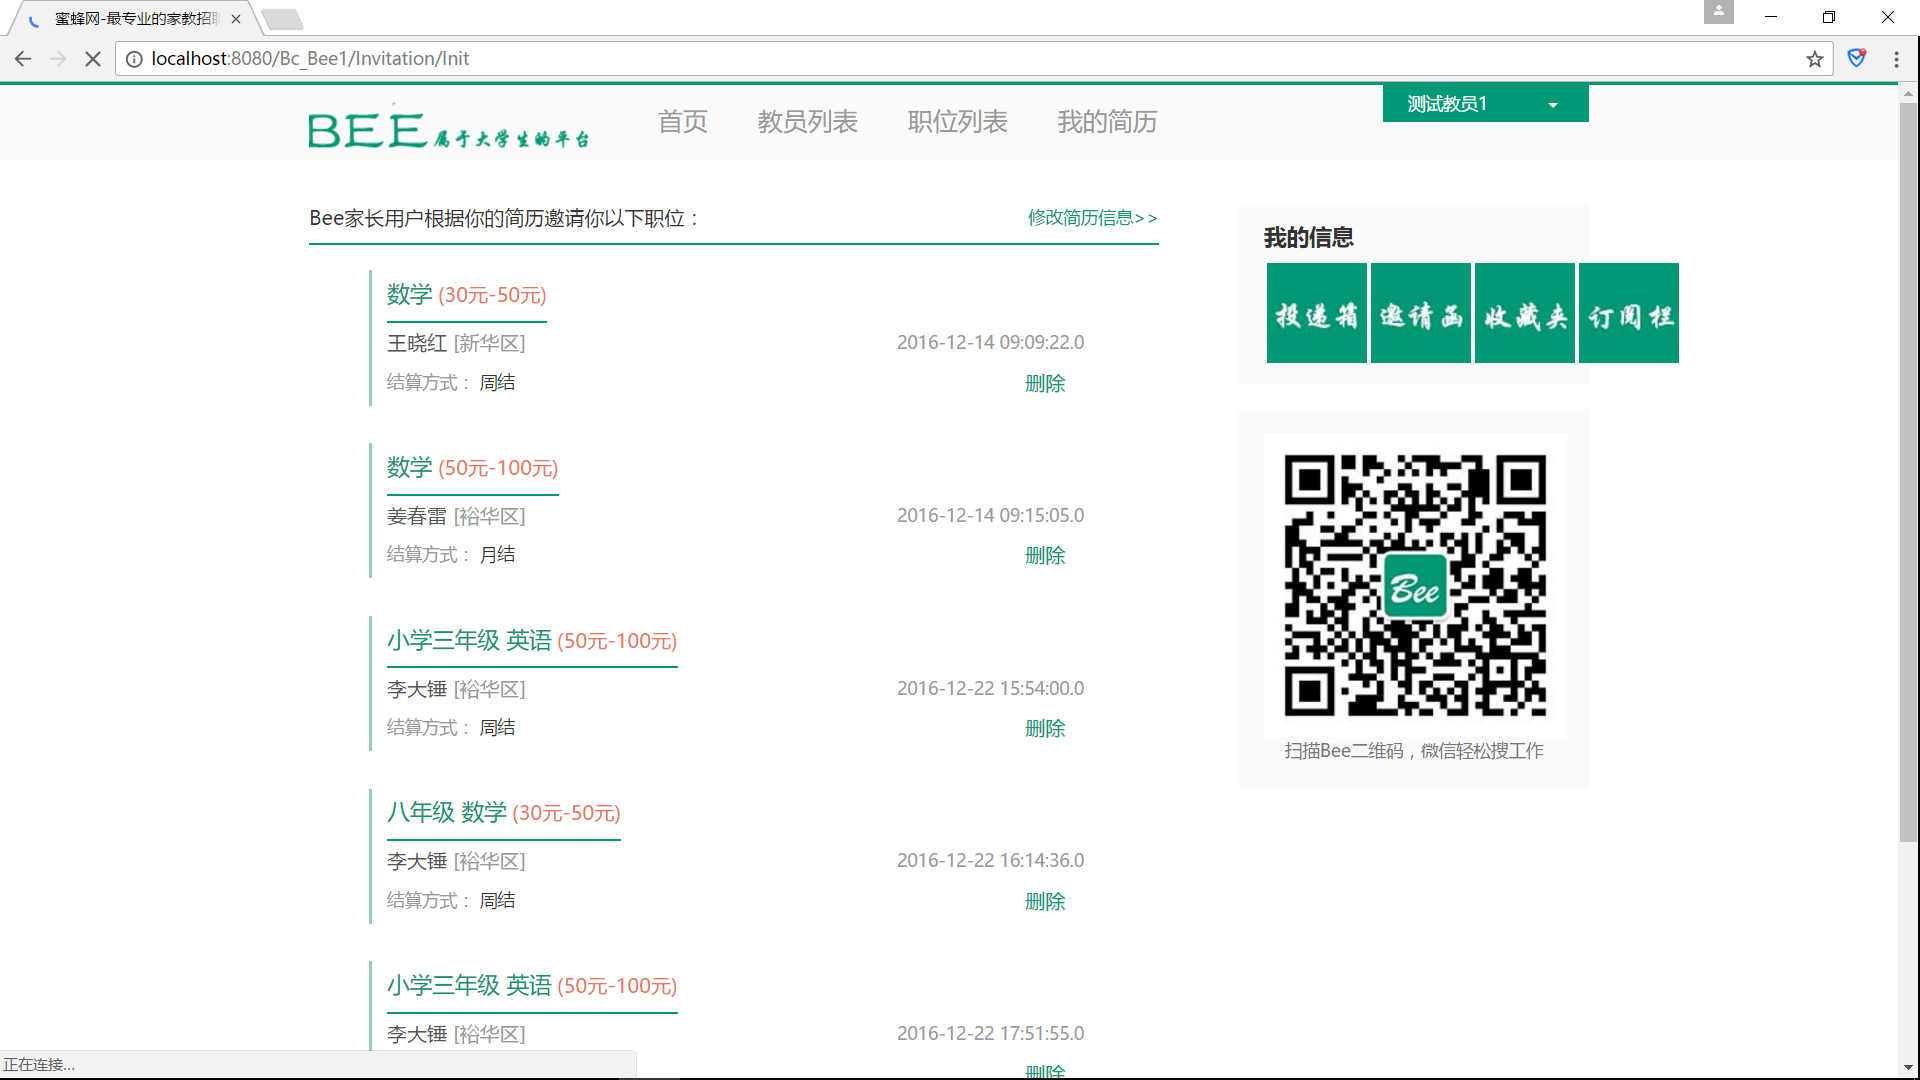 蜜蜂网-最专业的家教招聘
localhost:8080/Bc_Bee1/Invitation/Init
BEE属于大学生的平台
首页 教员列表 职位列表 我的简历
测试教员1
Bee家长用户根据你的简历邀请你以下职位：
修改简历信息>>
数学 (30元-50元)
王晓红 [新华区]
2016-12-14 09:09:22.0
结算方式： 周结
删除
数学 (50元-100元)
姜春雷 [裕华区]
2016-12-14 09:15:05.0
结算方式： 月结
删除
小学三年级 英语 (50元-100元)
李大锤 [裕华区]
2016-12-22 15:54:00.0
结算方式： 周结
删除
八年级 数学 (30元-50元)
李大锤 [裕华区]
2016-12-22 16:14:36.0
结算方式： 周结
删除
小学三年级 英语 (50元-100元)
李大锤 [裕华区]
2016-12-22 17:51:55.0
删除
我的信息
投递箱 邀请函 收藏夹 订阅栏
Bee
扫描Bee二维码，微信轻松搜工作
正在连接...